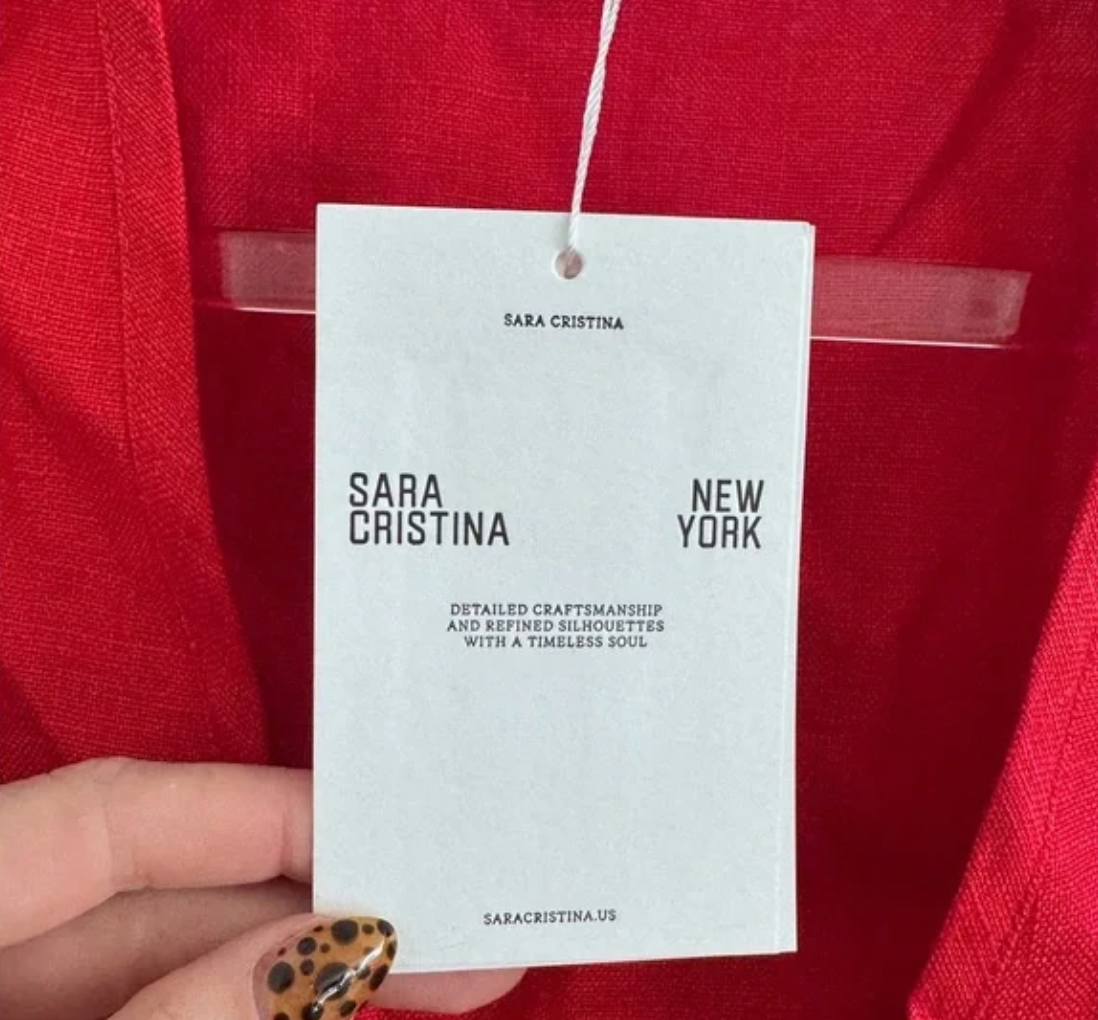 SARA CRISTINA
SARA
CRISTINA
NEW
YORK
DETAILED CRAFTSMANSHIP
AND REFINED SILHOUETTES
WITH A TIMELESS SOUL
SARACRISTINA.US